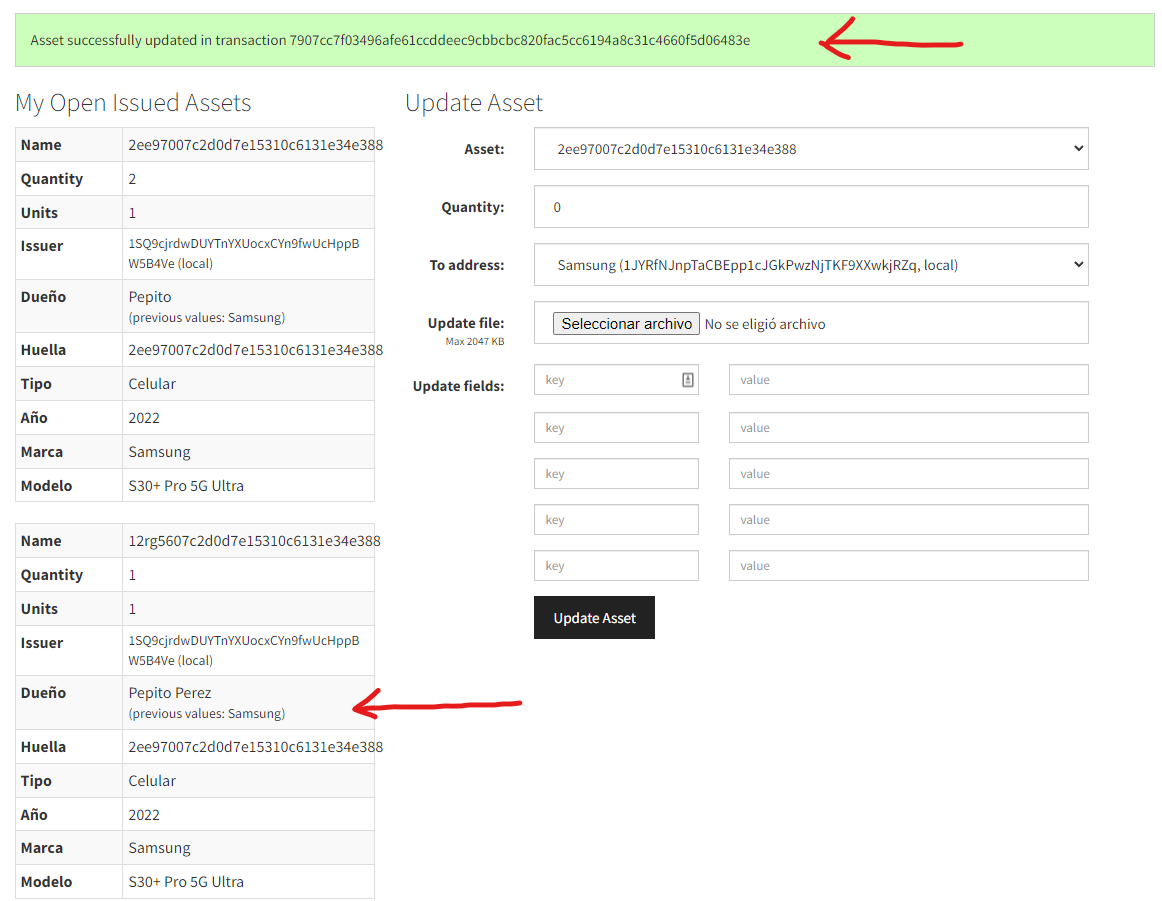 Asset successfully updated in transaction 7907cc7f03496afe61ccddeec9cbbcbc820fac5cc6194a8c31c4660f5d06483e
My Open Issued Assets
Name 2ee97007c2d0d7e15310c6131e34e388
Quantity 2
Units 1
Issuer 1SQ9cjrdwDUYTnYXUocxCYn9fwUcHppB
W5B4Ve (local)
Dueño Pepito
(previous values: Samsung)
Huella 2ee97007c2d0d7e15310c6131e34e388
Tipo Celular
Año 2022
Marca Samsung
Modelo S30+ Pro 5G Ultra
Name 12rg5607c2d0d7e15310c6131e34e388
Quantity 1
Units 1
Issuer 1SQ9cjrdwDUYTnYXUocxCYn9fwUcHppB
W5B4Ve (local)
Dueño Pepito Perez
(previous values: Samsung)
Huella 2ee97007c2d0d7e15310c6131e34e388
Tipo Celular
Año 2022
Marca Samsung
Modelo S30+ Pro 5G Ultra
Update Asset
Asset: 2ee97007c2d0d7e15310c6131e34e388
Quantity: 0
To address: Samsung (1JYRfNJnpTaCBEpp1cJGkPwzNjTKF9XXwkjRZq, local)
Update file: Seleccionar archivo No se eligió archivo
Max 2047 KB
Update fields: key value
key value
key value
key value
key value
Update Asset